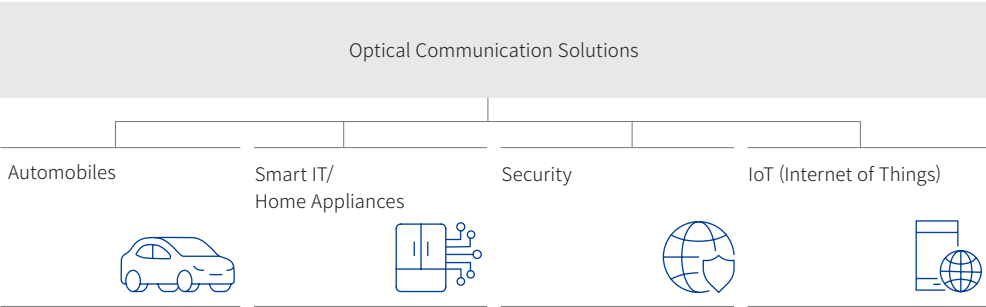 Optical Communication Solutions
Automobiles
Smart IT/
Home Appliances
Security
IoT (Internet of Things)